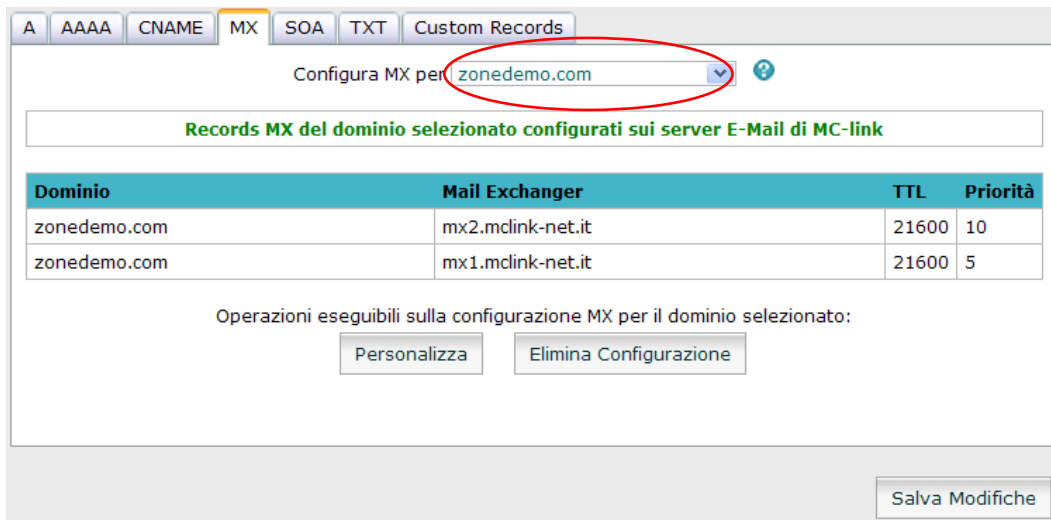 A AAAA CNAME MX SOA TXT Custom Records
Configura MX per zonedemo.com ?
Records MX del dominio selezionato configurati sui server E-Mail di MC-link
Dominio Mail Exchanger TTL Priorità
zonedemo.com mx2.mclink-net.it 21600 10
zonedemo.com mx1.mclink-net.it 21600 5
Operazioni eseguibili sulla configurazione MX per il dominio selezionato:
Personalizza Elimina Configurazione
Salva Modifiche